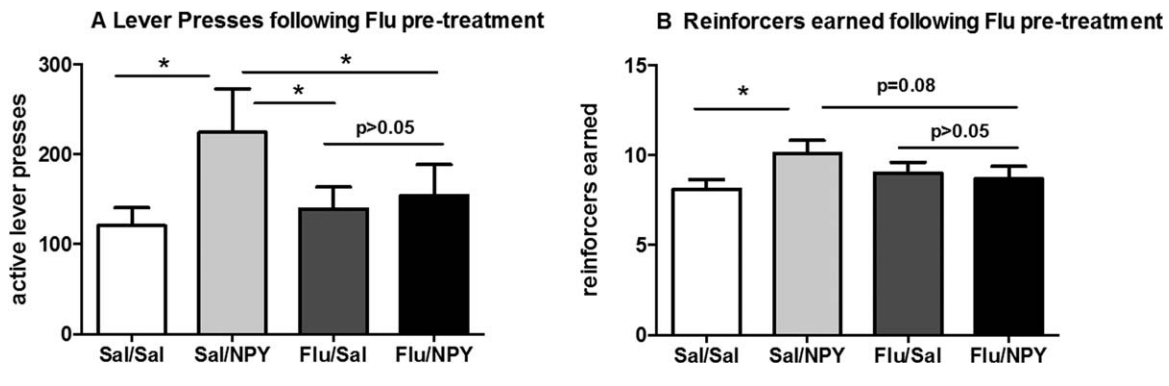 A Lever Presses following Flu pre-treatment
active lever presses
300
200
100
0
*
*
*
p>0.05
Sal/Sal Sal/NPY Flu/Sal Flu/NPY
B Reinforcers earned following Flu pre-treatment
reinforcers earned
15
10
5
0
*
p=0.08
p>0.05
Sal/Sal Sal/NPY Flu/Sal Flu/NPY